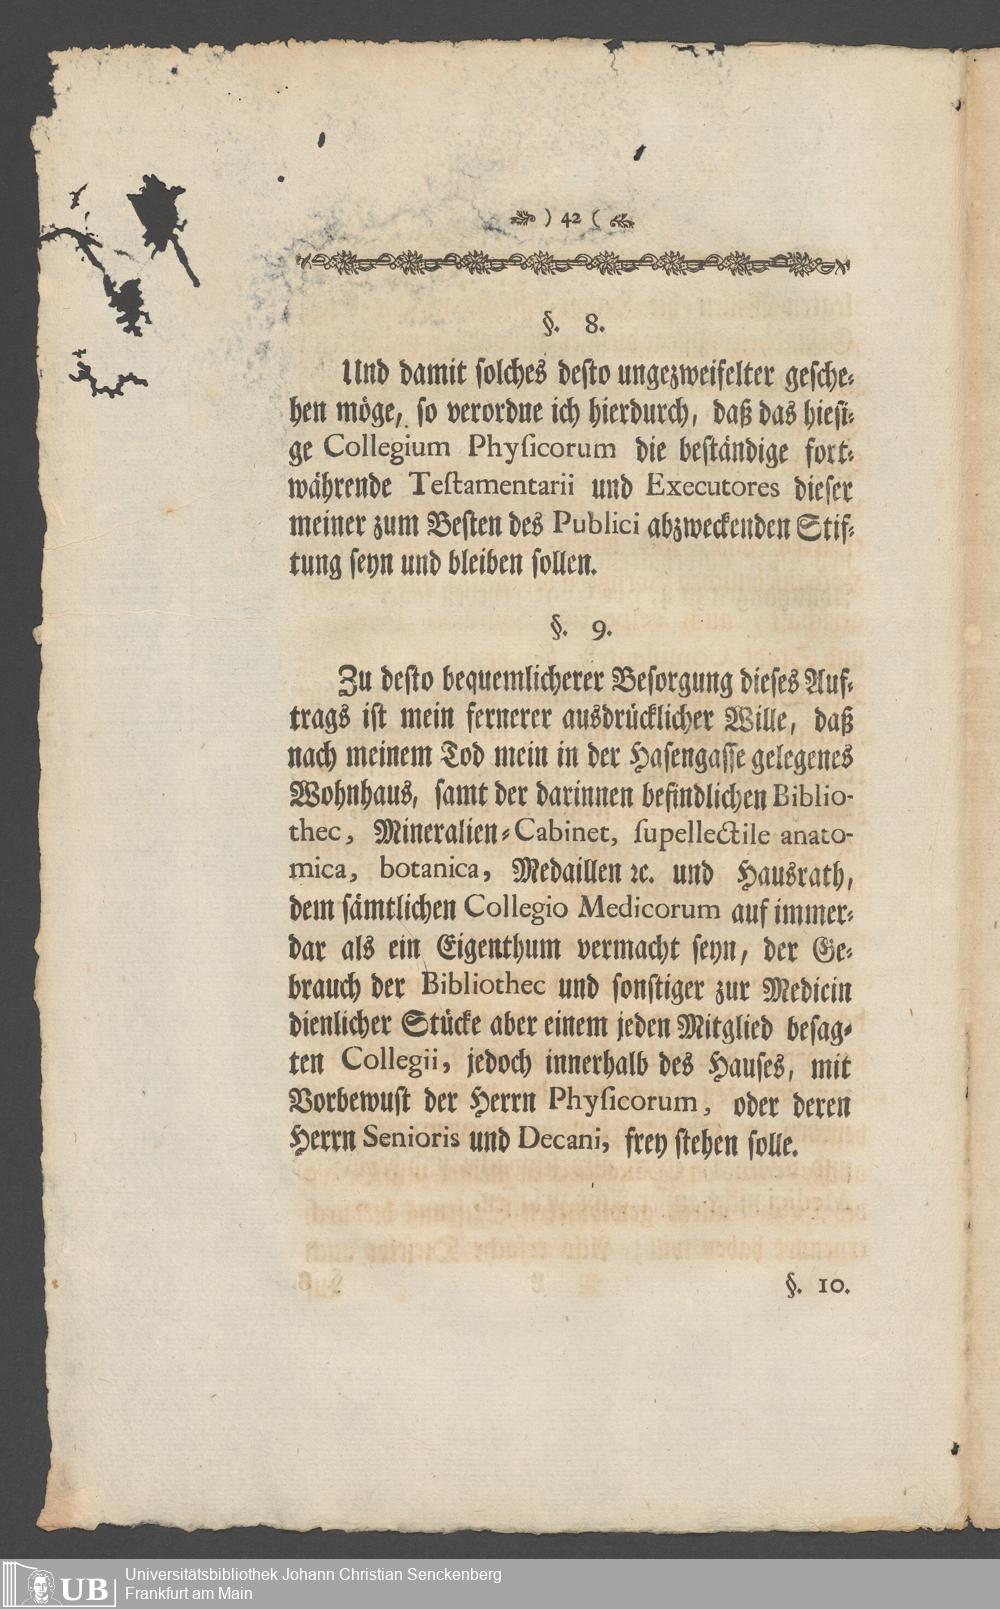 ) 42 (
§. 8.
Und damit ſolches deſto ungezweifelter geſche⸗
hen möge, ſo verordne ich hierdurch, daß das hieſi⸗
ge Collegium Phyſicorum die beſtändige fort⸗
währende Teſtamentarii und Executores dieſer
meiner zum Beſten des Publici abzweckenden Stif⸗
tung ſeyn und bleiben ſollen.
§. 9.
Zu deſto bequemlicherer Beſorgung dieſes Auf⸗
trags iſt mein fernerer ausdrücklicher Wille, daß
nach meinem Tod mein in der Haſengaſſe gelegenes
Wohnhaus, ſamt der darinnen befindlichen Biblio-
thec, Mineralien⸗Cabinet, ſupellectile anato-
mica, botanica, Medaillen ꝛc. und Hausrath,
dem ſämtlichen Collegio Medicorum auf immer⸗
dar als ein Eigenthum vermacht ſeyn, der Ge⸗
brauch der Bibliothec und ſonſtiger zur Medicin
dienlicher Stücke aber einem jeden Mitglied beſag⸗
ten Collegii, jedoch innerhalb des Hauſes, mit
Vorbewuſt der Herrn Phyſicorum, oder deren
Herrn Senioris und Decani, frey ſtehen ſolle.
§. 10.
UB
Universitätsbibliothek Johann Christian Senckenberg
Frankfurt am Main